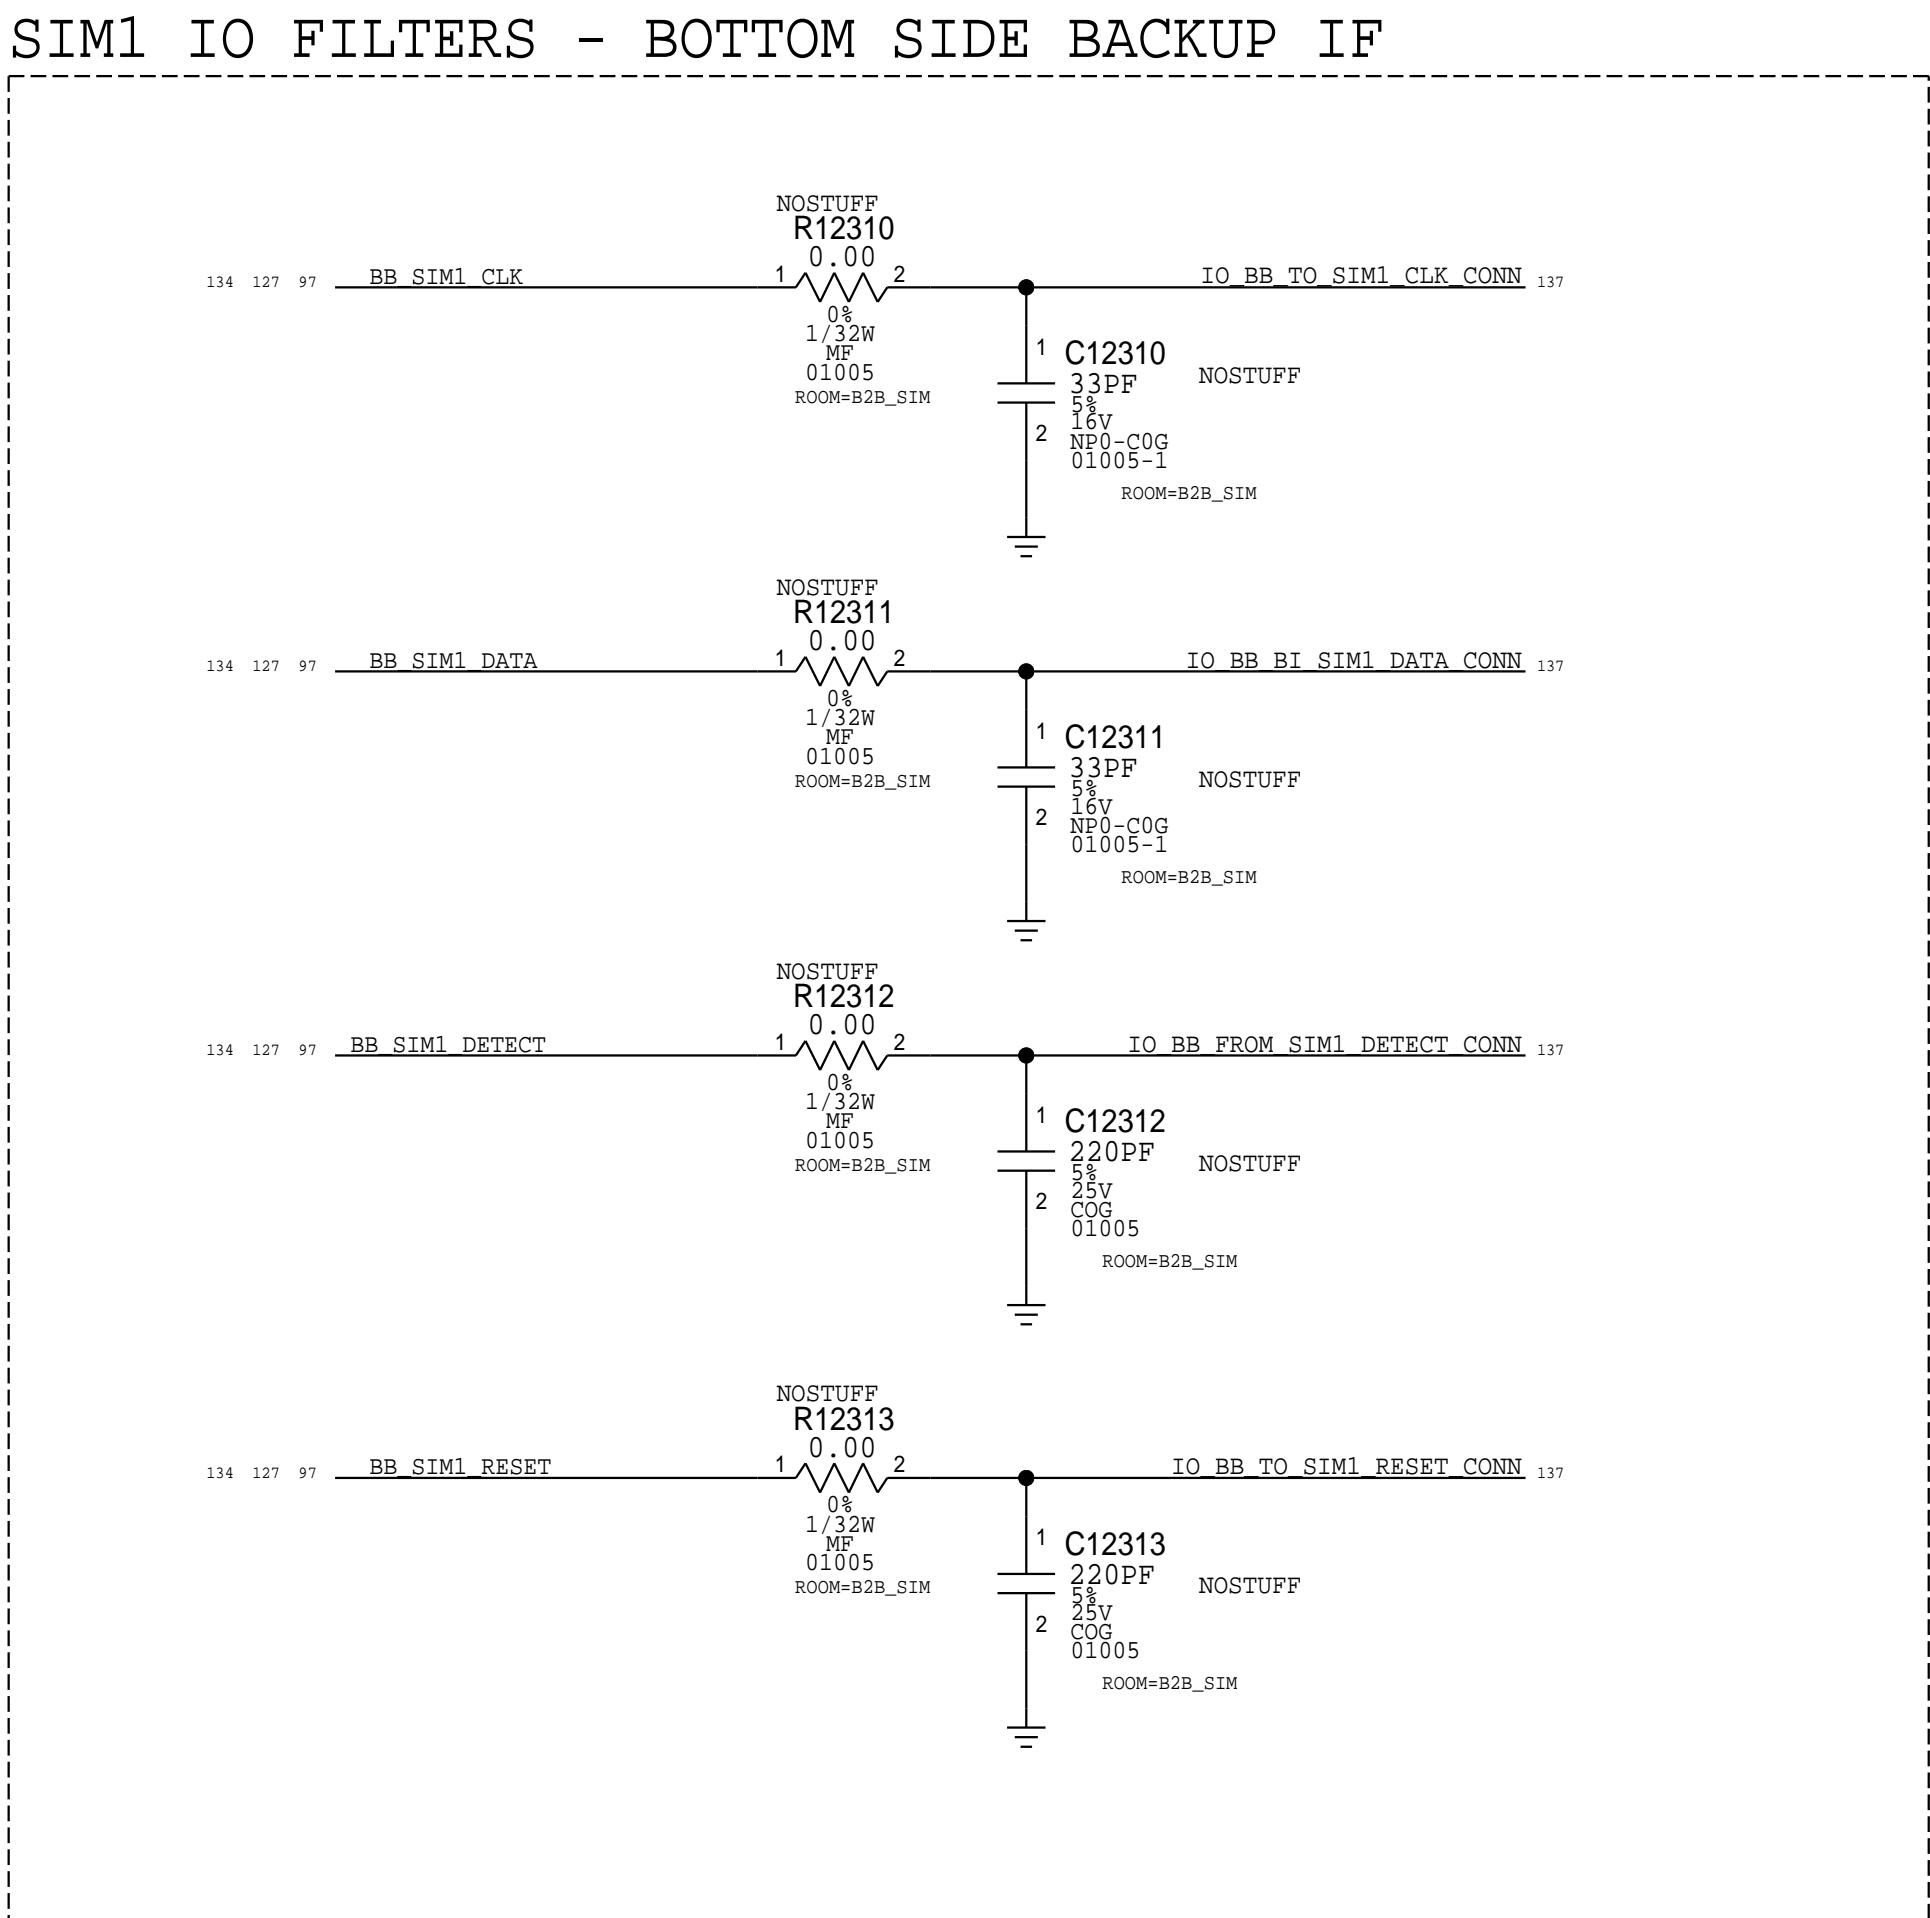 SIM1 IO FILTERS - BOTTOM SIDE BACKUP IF
NOSTUFF
R12310
0.00
134 127 97 BB_SIM1_CLK 1 2 IO_BB_TO_SIM1_CLK_CONN 137
0%
1/32W
MF
01005
ROOM=B2B_SIM
1 C12310
33PF NOSTUFF
5%
16V
2 NP0-C0G
01005-1
ROOM=B2B_SIM
NOSTUFF
R12311
0.00
134 127 97 BB_SIM1_DATA 1 2 IO_BB_BI_SIM1_DATA_CONN 137
0%
1/32W
MF
01005
ROOM=B2B_SIM
1 C12311
33PF NOSTUFF
5%
16V
2 NP0-C0G
01005-1
ROOM=B2B_SIM
NOSTUFF
R12312
0.00
134 127 97 BB_SIM1_DETECT 1 2 IO_BB_FROM_SIM1_DETECT_CONN 137
0%
1/32W
MF
01005
ROOM=B2B_SIM
1 C12312
220PF NOSTUFF
5%
25V
2 COG
01005
ROOM=B2B_SIM
NOSTUFF
R12313
0.00
134 127 97 BB_SIM1_RESET 1 2 IO_BB_TO_SIM1_RESET_CONN 137
0%
1/32W
MF
01005
ROOM=B2B_SIM
1 C12313
220PF NOSTUFF
5%
25V
2 COG
01005
ROOM=B2B_SIM